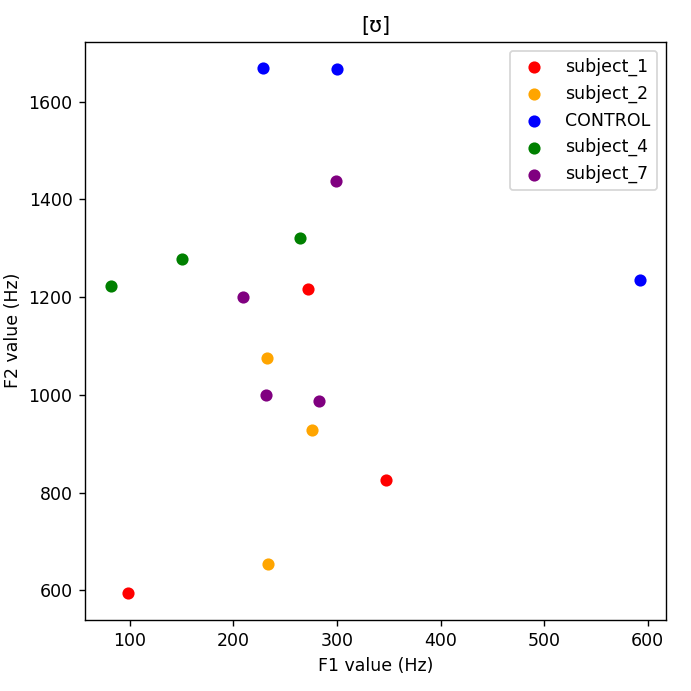 [ʊ]
subject_1
subject_2
CONTROL
subject_4
subject_7
F2 value (Hz)
1600
1400
1200
1000
800
600
100 200 300 400 500 600
F1 value (Hz)